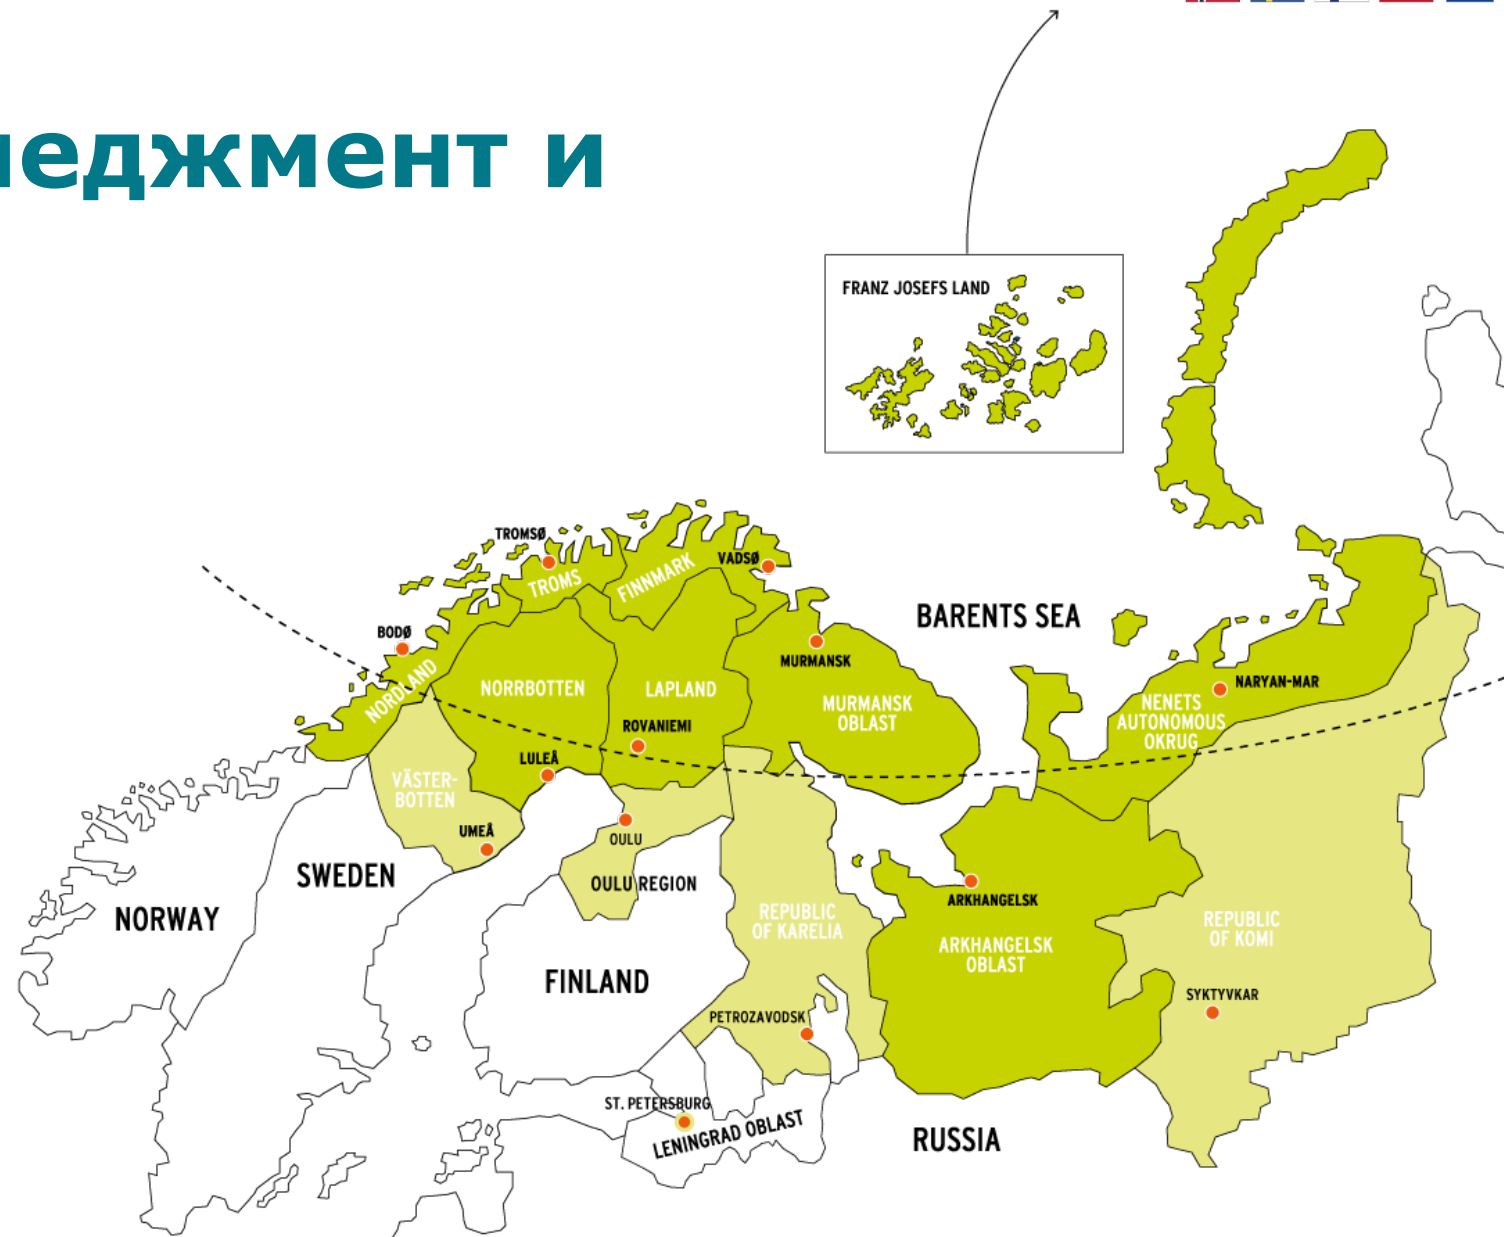 неджмент и
FRANZ JOSEFS LAND
TROMSØ
TROMS
FINNMARK
VADSØ
BODØ
NORDLAND
BARENTS SEA
MURMANSK
NORRBOTTEN
LAPLAND
MURMANSK
OBLAST
NARYAN-MAR
NENETS
AUTONOMOUS
OKRUG
ROVANIEMI
LULEÅ
VÄSTER-
BOTTEN
UMEÅ
OULU
SWEDEN
OULU REGION
NORWAY
ARKHANGELSK
REPUBLIC
OF KARELIA
ARKHANGELSK
OBLAST
REPUBLIC
OF KOMI
FINLAND
SYKTYVKAR
PETROZAVODSK
ST. PETERSBURG
LENINGRAD OBLAST
RUSSIA